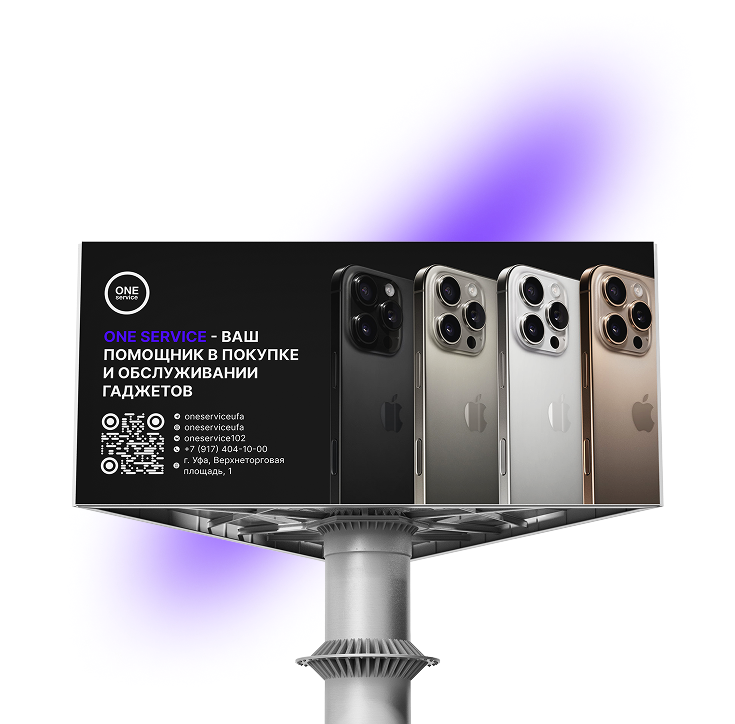 ONE
service
ONE SERVICE - ВАШ
ПОМОЩНИК В ПОКУПКЕ
И ОБСЛУЖИВАНИИ
ГАДЖЕТОВ
oneserviceufa
oneserviceufa
oneservice102
+7 (917) 404-10-00
г. Уфа, Верхнеторговая
площадь, 1